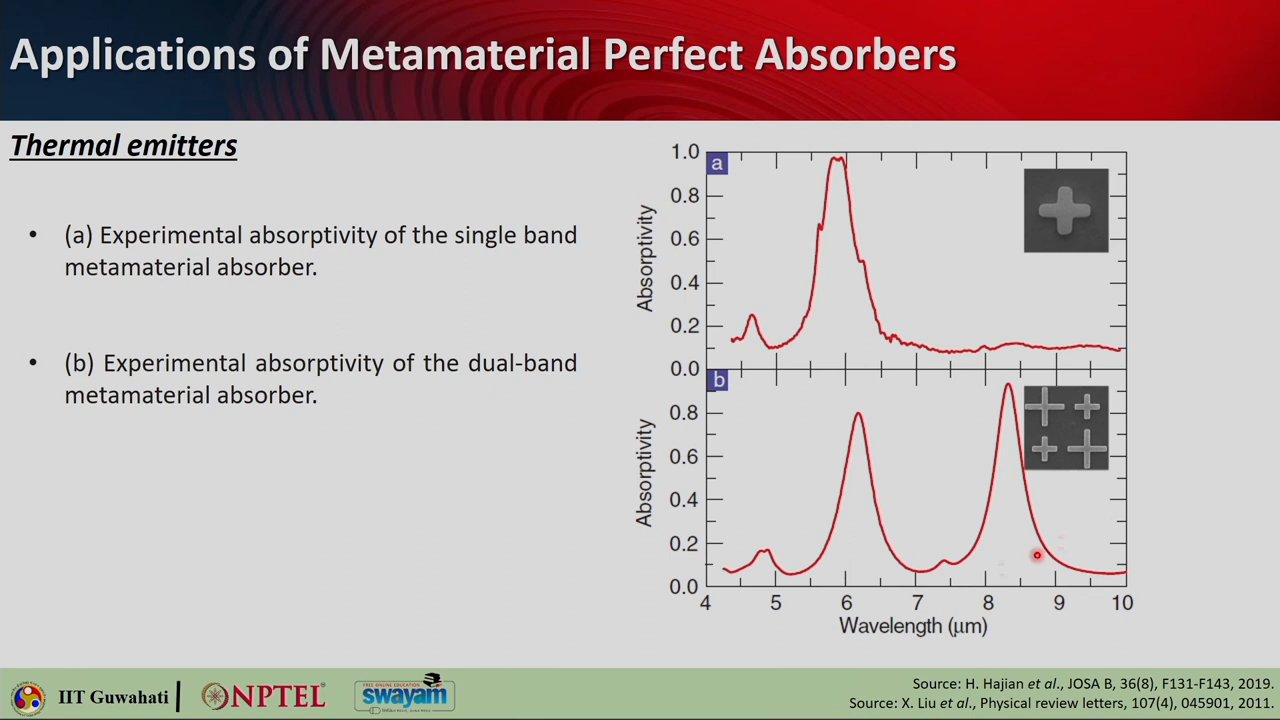 Applications of Metamaterial Perfect Absorbers
Thermal emitters
• (a) Experimental absorptivity of the single band
metamaterial absorber.
• (b) Experimental absorptivity of the dual-band
metamaterial absorber.
a
1.0
0.8
0.6
0.4
0.2
0.0
Absorptivity
b
0.8
0.6
0.4
0.2
0.0
Absorptivity
4 5 6 7 8 9 10
Wavelength (μm)
IIT Guwahati
NPTEL
FREE ONLINE EDUCATION
swayam
Source: H. Hajian et al., JOSA B, 36(8), F131-F143, 2019.
Source: X. Liu et al., Physical review letters, 107(4), 045901, 2011.